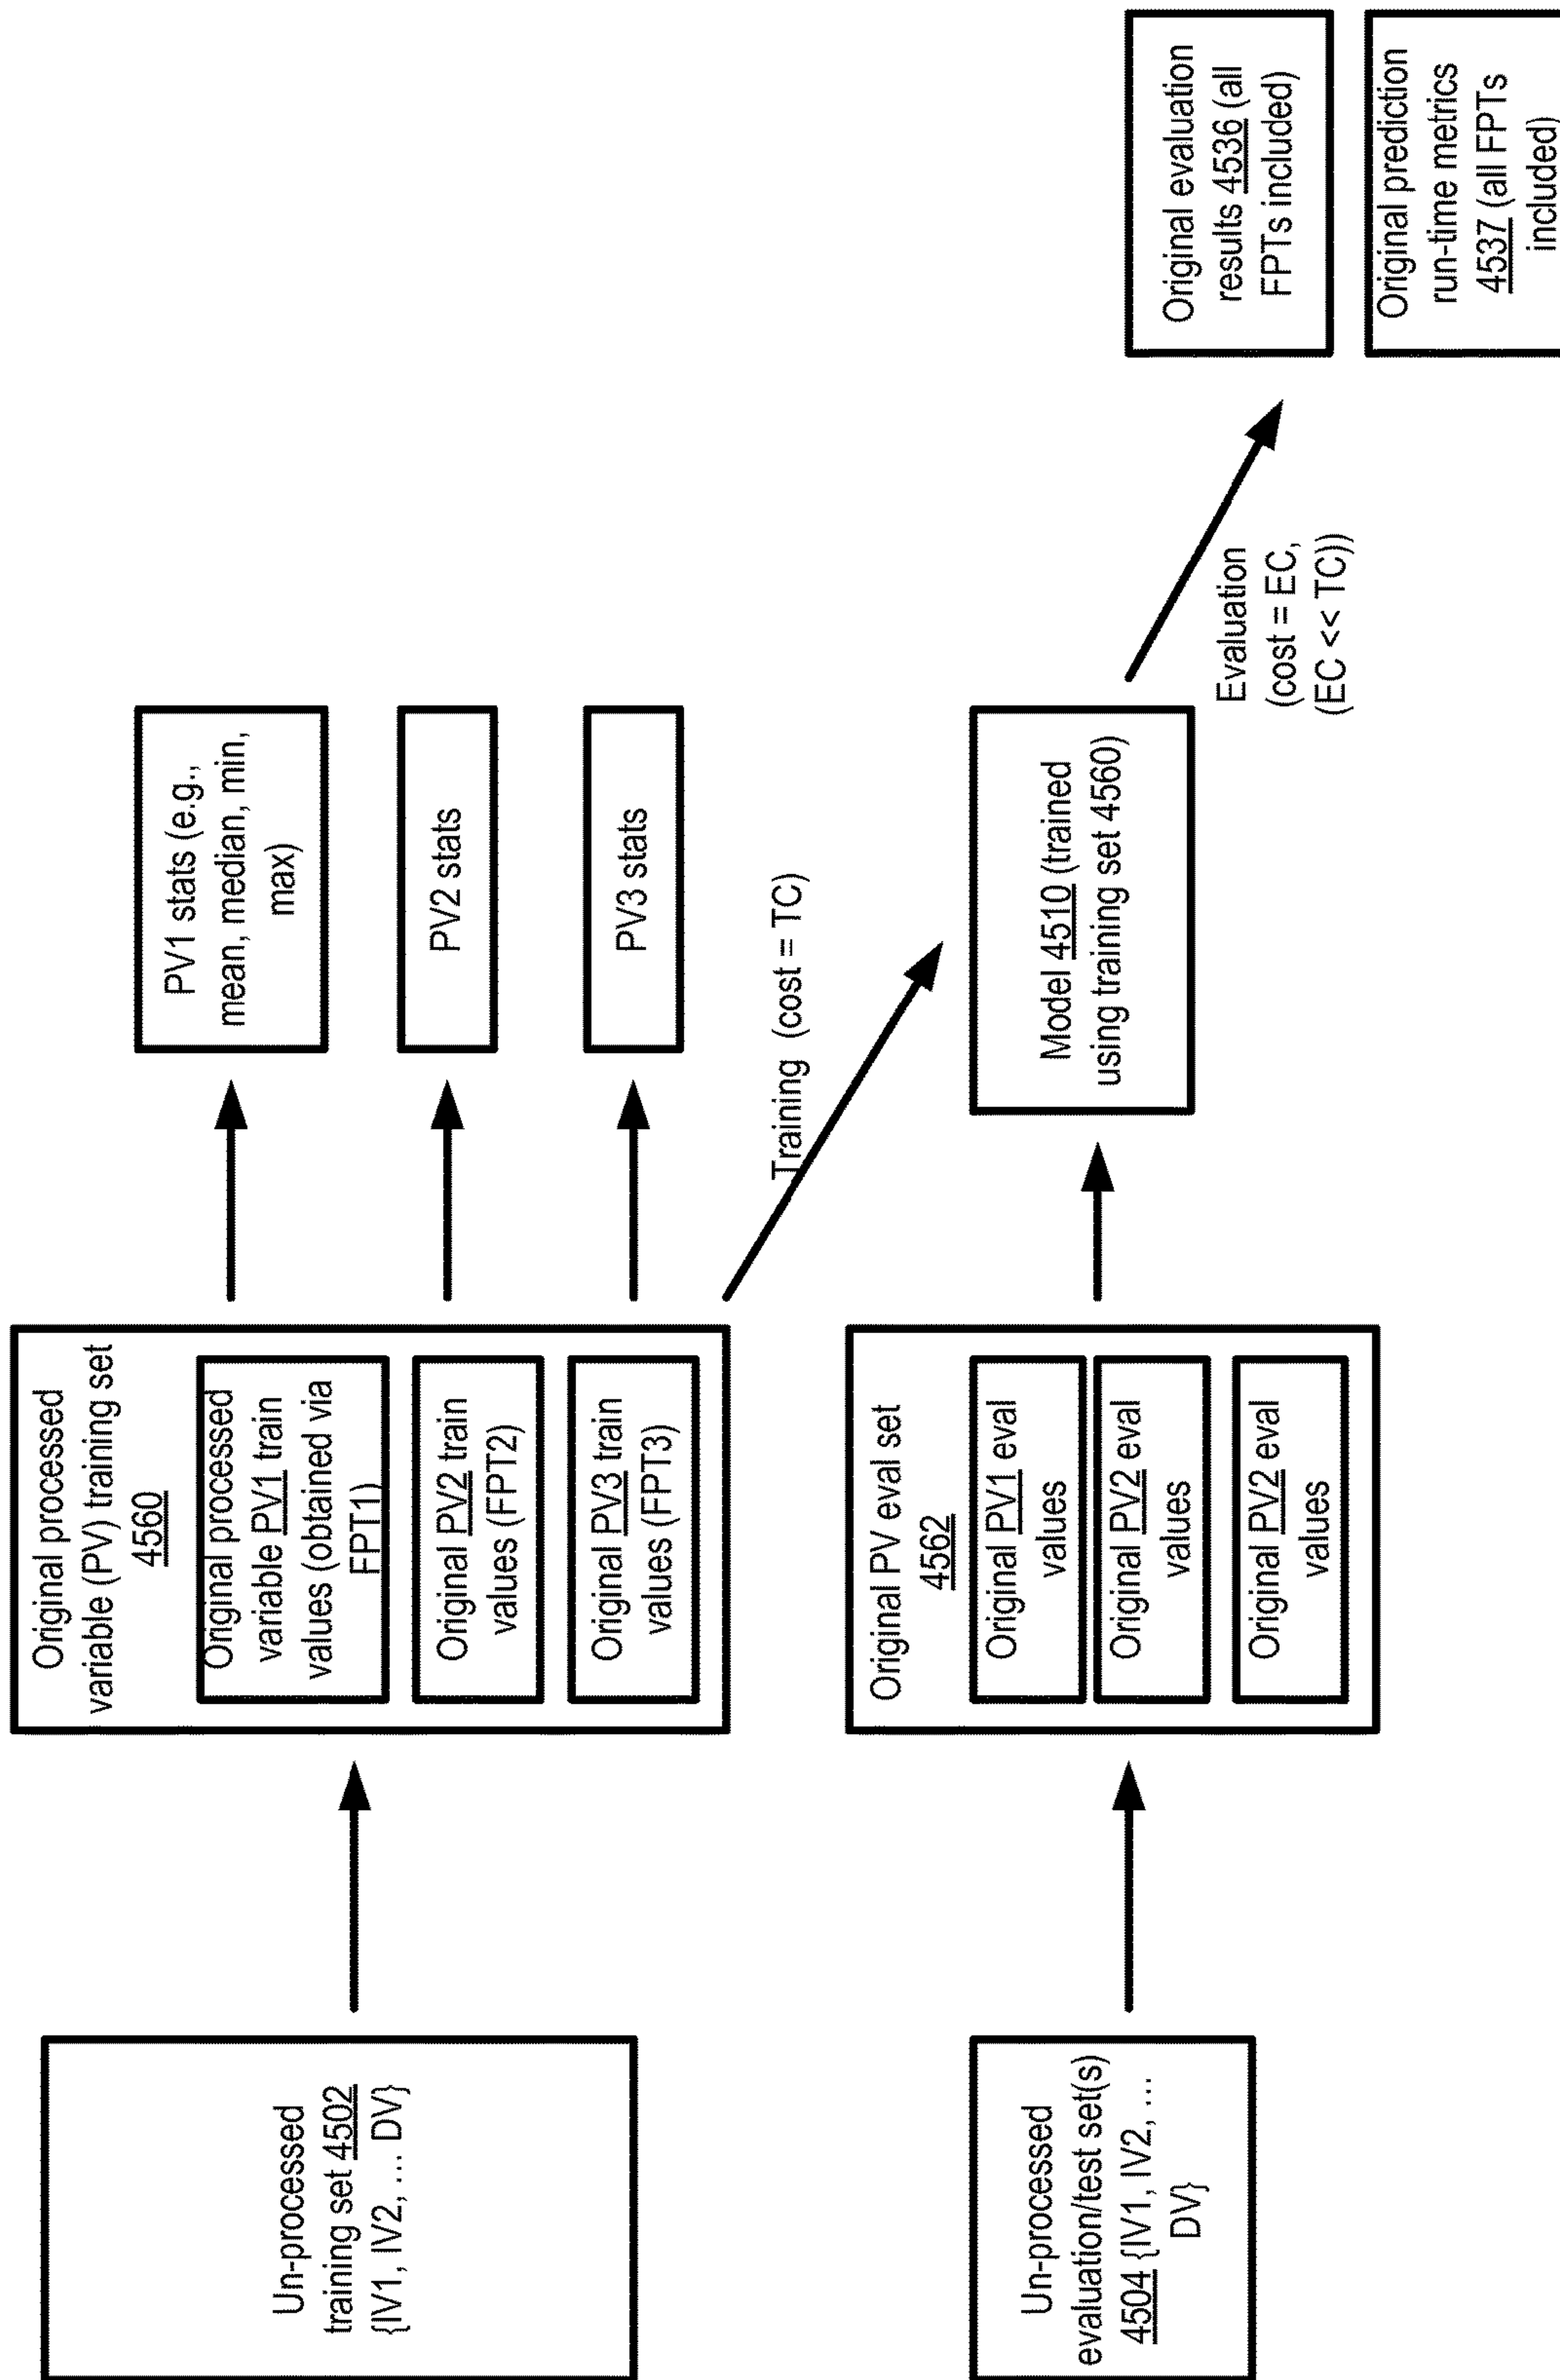 Un-processed
training set 4502
{IV1, IV2, … DV}
Original processed
variable (PV) training set
4560
Original processed
variable PV1 train
values (obtained via
FPT1)
Original PV2 train
values (FPT2)
Original PV3 train
values (FPT3)
PV1 stats (e.g.,
mean, median, min,
max)
PV2 stats
PV3 stats
Training (cost = TC)
Un-processed
evaluation/test set(s)
4504 {IV1, IV2, …
DV}
Original PV eval set
4562
Original PV1 eval
values
Original PV2 eval
values
Original PV2 eval
values
Model 4510 (trained
using training set 4560)
Evaluation
(cost = EC,
(EC << TC))
Original evaluation
results 4536 (all
FPTs included)
Original prediction
run-time metrics
4537 (all FPTs
included)